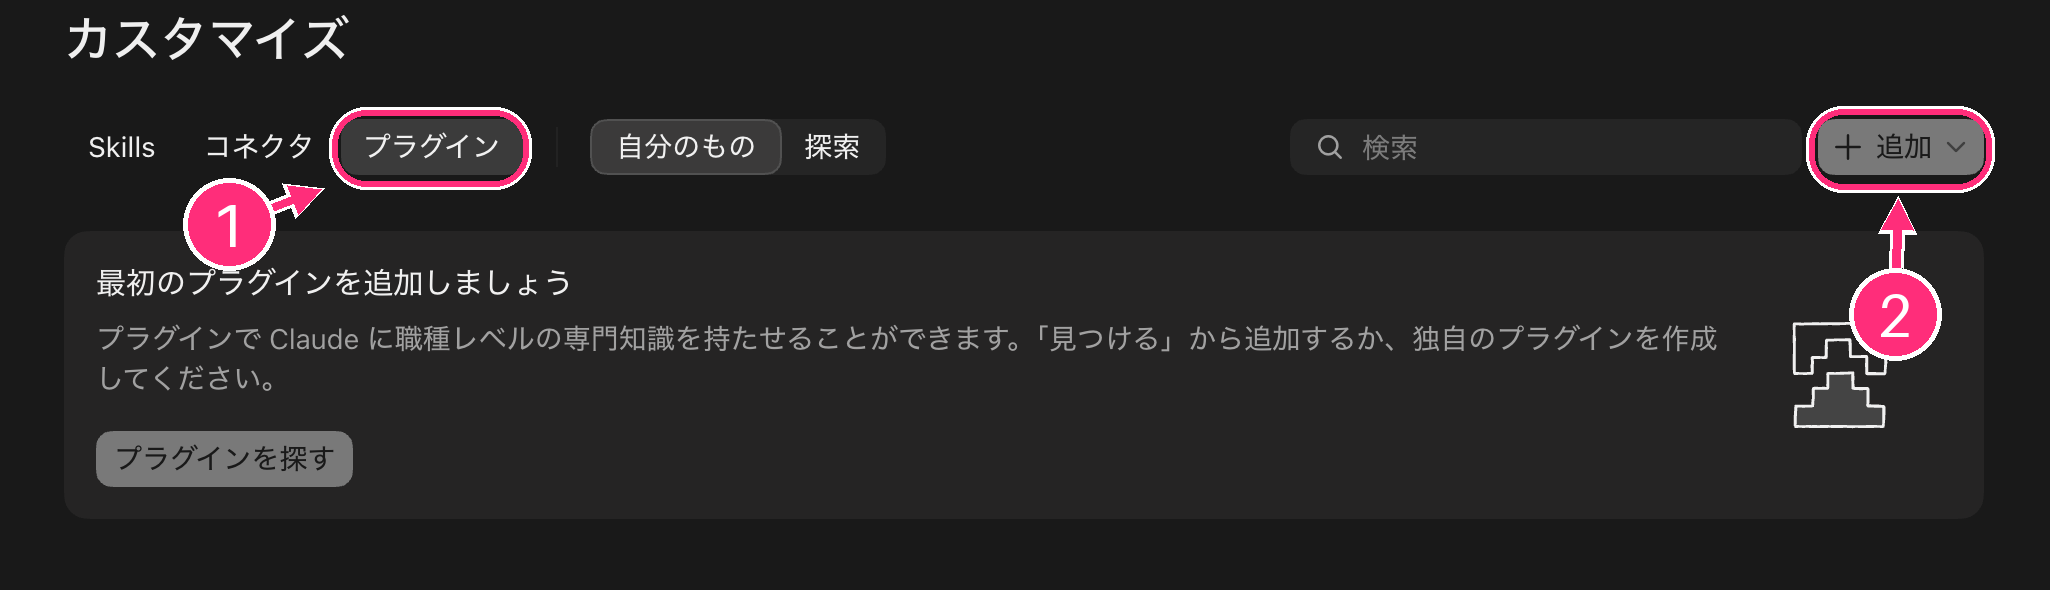 カスタマイズ
Skills コネクタ プラグイン 自分のもの 探索 検索 + 追加
1
最初のプラグインを追加しましょう
2
プラグインで Claude に職種レベルの専門知識を持たせることができます。「見つける」から追加するか、独自のプラグインを作成
してください。
プラグインを探す